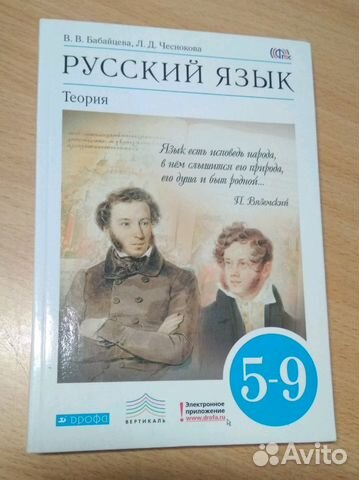 В. В. Бабайцева, Л. Д. Чеснокова
ФГОС
РУССКИЙ ЯЗЫК
Теория
Язык есть исповедь народа,
в нём слышится его природа,
его душа и быт родной...
П. Вяземский
5-9
дрофа
ВЕРТИКАЛЬ
! Электронное
приложение
www.drofa.ru
Avito